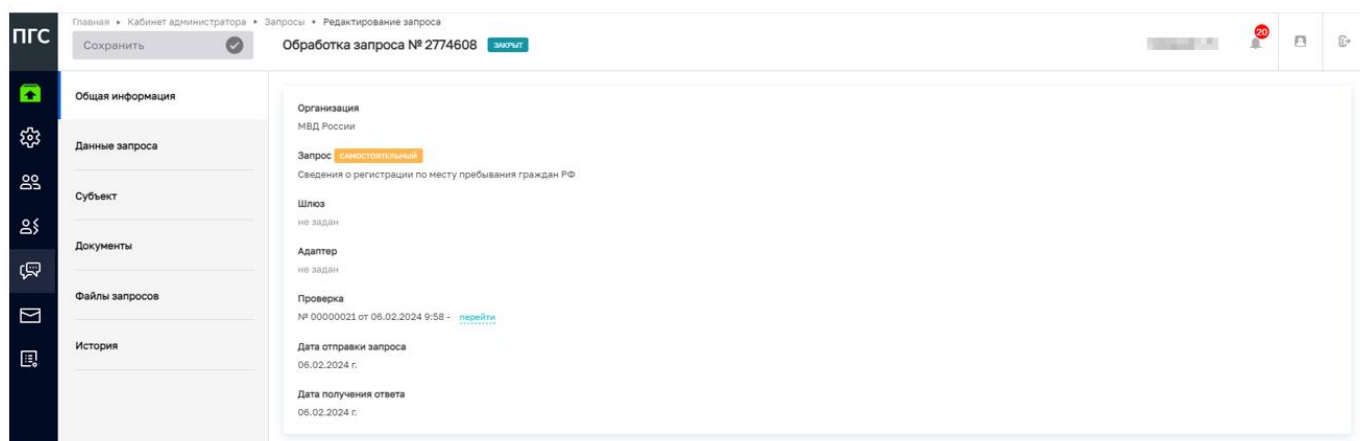 ПГС
Главная ▸ Кабинет администратора ▸ Запросы ▸ Редактирование запроса
Сохранить
Обработка запроса № 2774608 ЗАКРЫТ
20
Общая информация
Данные запроса
Субъект
Документы
Файлы запросов
История
Организация
МВД России
Запрос САМОСТОЯТЕЛЬНЫЙ
Сведения о регистрации по месту пребывания граждан РФ
Шлюз
не задан
Адаптер
не задан
Проверка
№ 00000021 от 06.02.2024 9:58 - перейти
Дата отправки запроса
06.02.2024 г.
Дата получения ответа
06.02.2024 г.